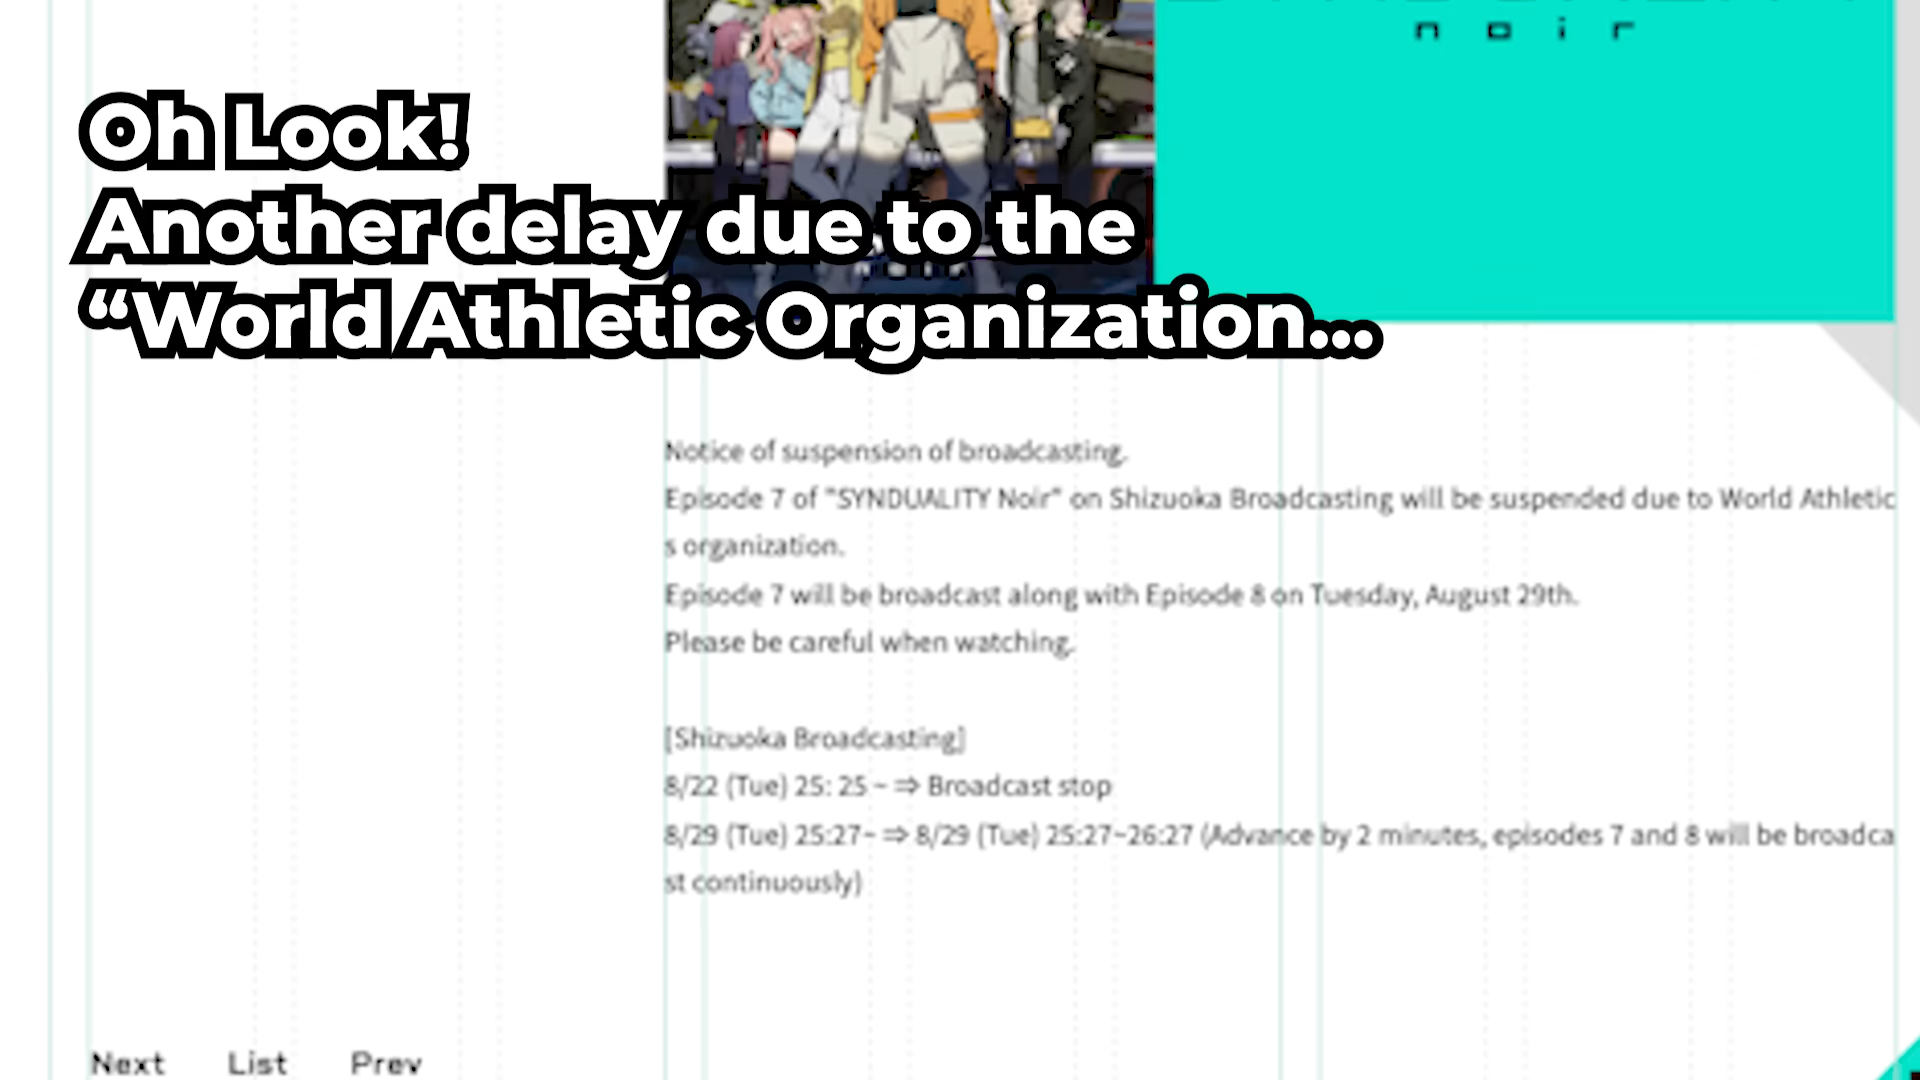 noir
Oh Look!
Another delay due to the
“World Athletic Organization...
Notice of suspension of broadcasting.
Episode 7 of "SYNDUALITY Noir" on Shizuoka Broadcasting will be suspended due to World Athletic
s organization.
Episode 7 will be broadcast along with Episode 8 on Tuesday, August 29th.
Please be careful when watching.
[Shizuoka Broadcasting]
8/22 (Tue) 25: 25 ~ ⇒ Broadcast stop
8/29 (Tue) 25:27~ ⇒ 8/29 (Tue) 25:27~26:27 (Advance by 2 minutes, episodes 7 and 8 will be broadca
st continuously)
Next List Prev